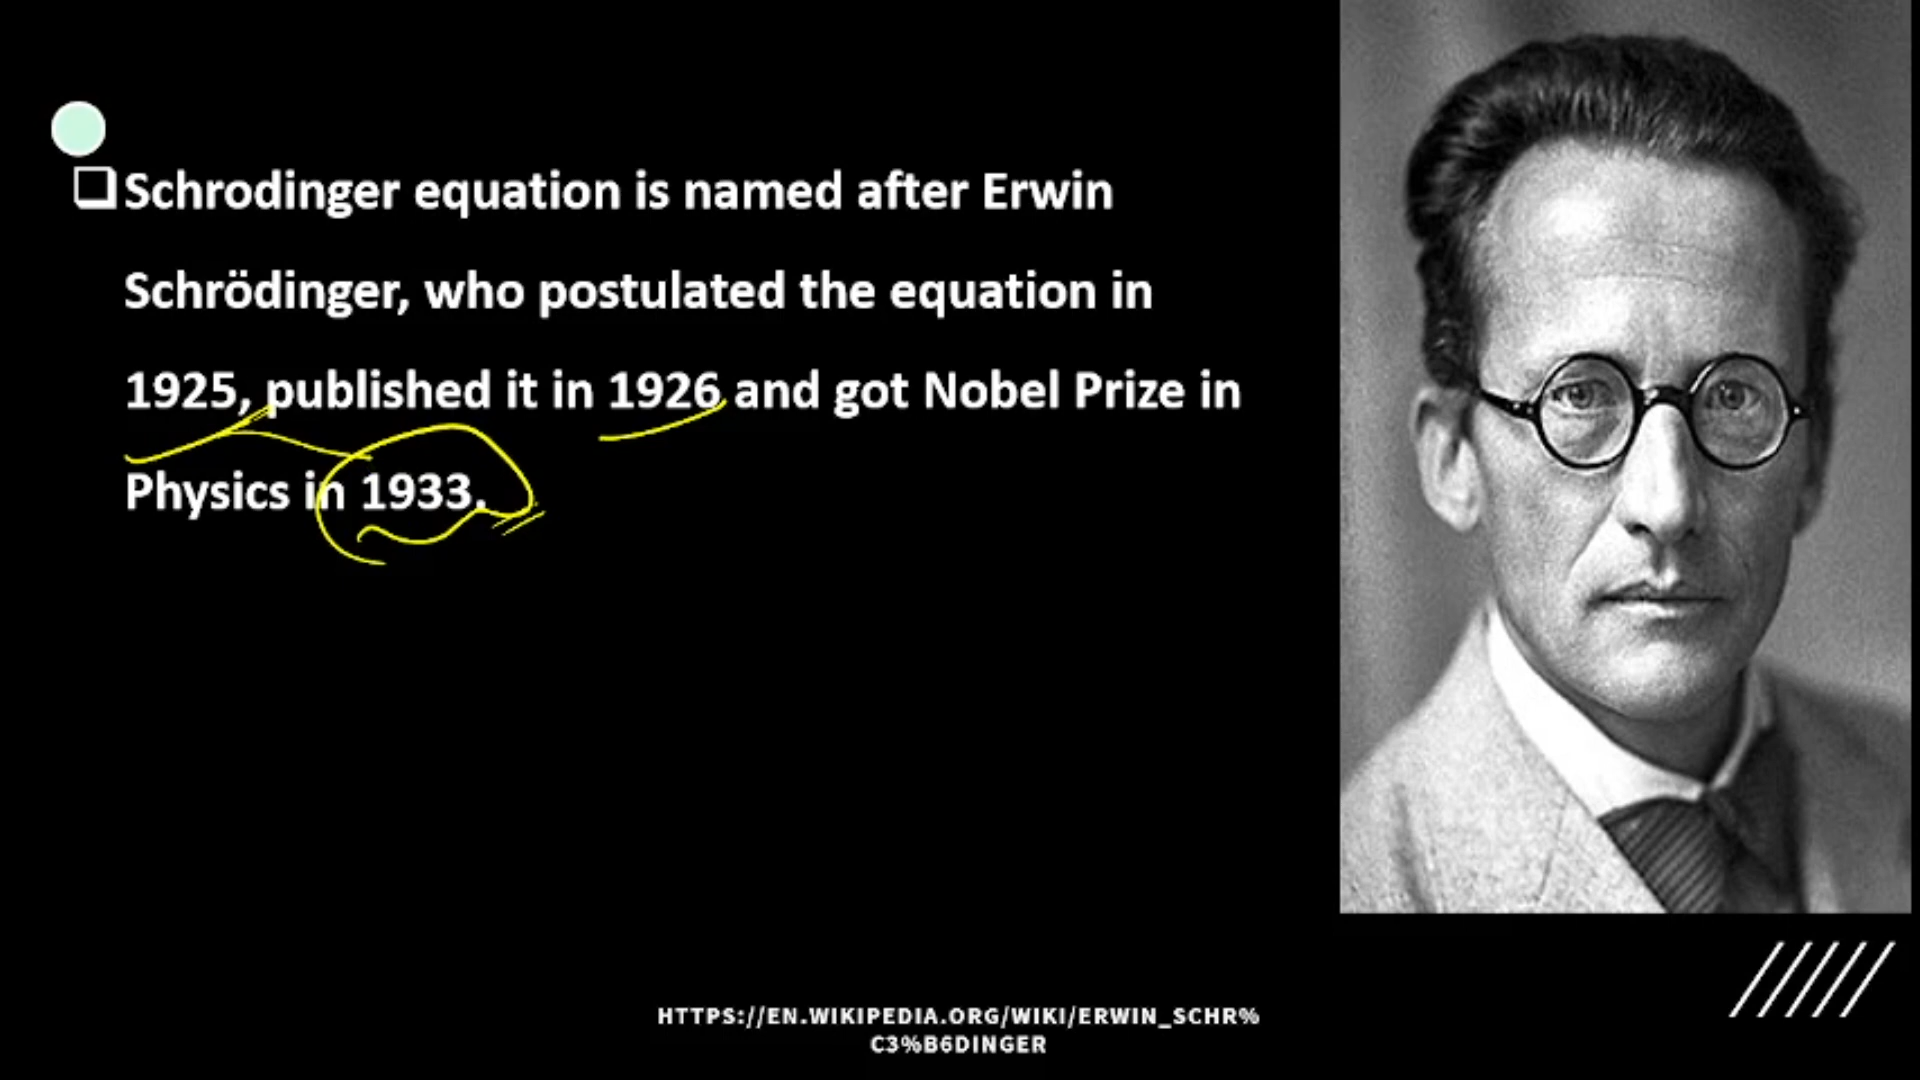 Schrodinger equation is named after Erwin
Schrödinger, who postulated the equation in
1925, published it in 1926 and got Nobel Prize in
Physics in 1933.
HTTPS://EN.WIKIPEDIA.ORG/WIKI/ERWIN_SCHR%
C3%B6DINGER